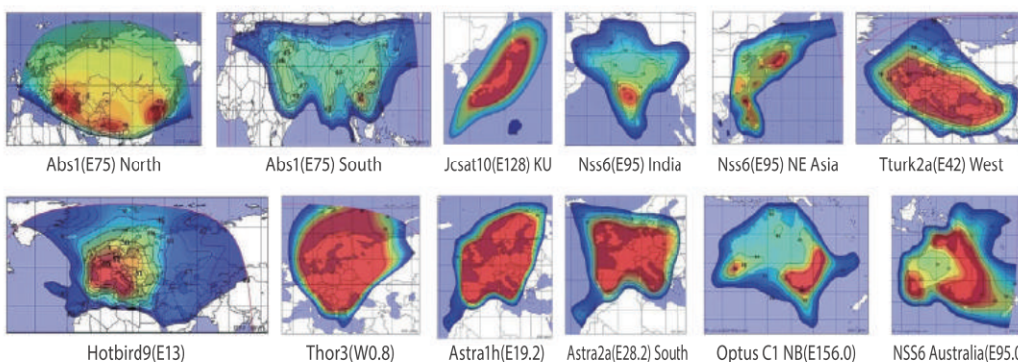 Abs1(E75) North
Abs1(E75) South
Jcsat10(E128) KU
Nss6(E95) India
Nss6(E95) NE Asia
Tturk2a(E42) West
Hotbird9(E13)
Thor3(W0.8)
Astra1h(E19.2)
Astra2a(E28.2) South
Optus C1 NB(E156.0)
NSS6 Australia(E95.0